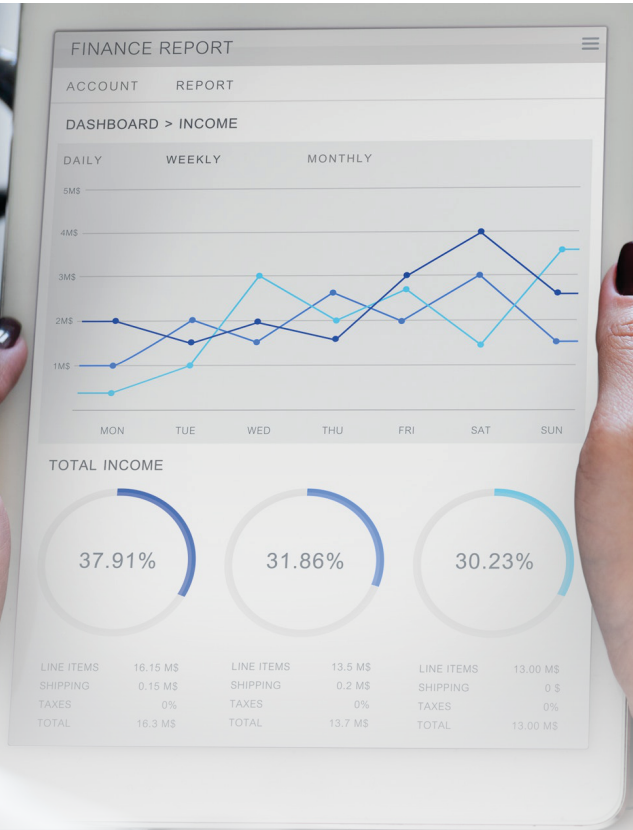 FINANCE REPORT
ACCOUNT REPORT
DASHBOARD > INCOME
DAILY WEEKLY MONTHLY
5M$
4M$
3M$
2M$
1M$
MON TUE WED THU FRI SAT SUN
TOTAL INCOME
37.91% 31.86% 30.23%
LINE ITEMS 16.15 M$ LINE ITEMS 13.5 M$ LINE ITEMS 13.00 M$
SHIPPING 0.15 M$ SHIPPING 0.2 M$ SHIPPING 0 $
TAXES 0% TAXES 0% TAXES 0%
TOTAL 16.3 M$ TOTAL 13.7 M$ TOTAL 13.00 M$